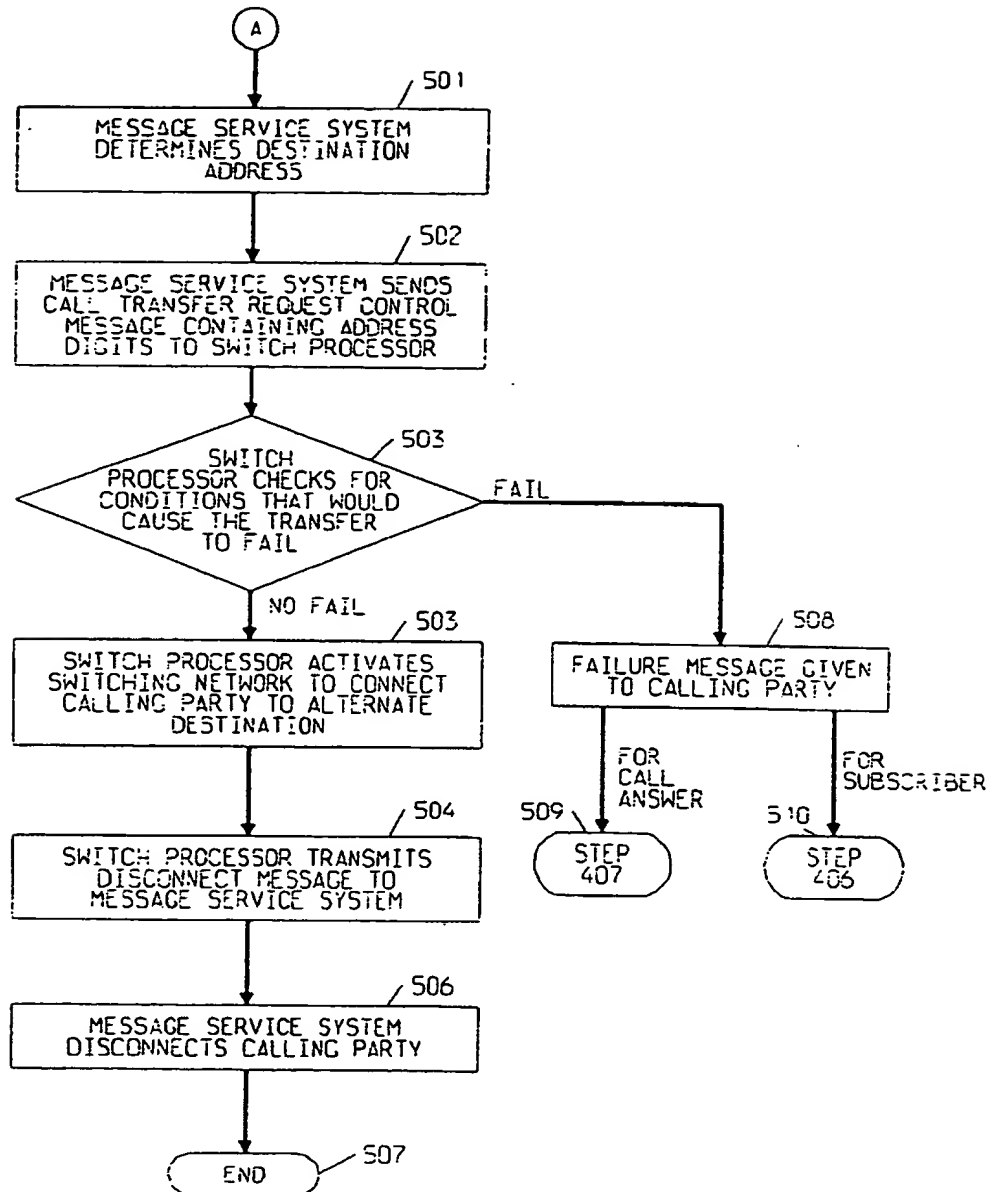 A
501
MESSAGE SERVICE SYSTEM
DETERMINES DESTINATION
ADDRESS
502
MESSAGE SERVICE SYSTEM SENDS
CALL TRANSFER REQUEST CONTROL
MESSAGE CONTAINING ADDRESS
DIGITS TO SWITCH PROCESSOR
503
SWITCH
PROCESSOR CHECKS FOR
CONDITIONS THAT WOULD
CAUSE THE TRANSFER
TO FAIL
FAIL
NO FAIL
503
SWITCH PROCESSOR ACTIVATES
SWITCHING NETWORK TO CONNECT
CALLING PARTY TO ALTERNATE
DESTINATION
508
FAILURE MESSAGE GIVEN
TO CALLING PARTY
FOR
CALL
ANSWER
FOR
SUBSCRIBER
509
STEP
407
510
STEP
406
504
SWITCH PROCESSOR TRANSMITS
DISCONNECT MESSAGE TO
MESSAGE SERVICE SYSTEM
506
MESSAGE SERVICE SYSTEM
DISCONNECTS CALLING PARTY
507
END